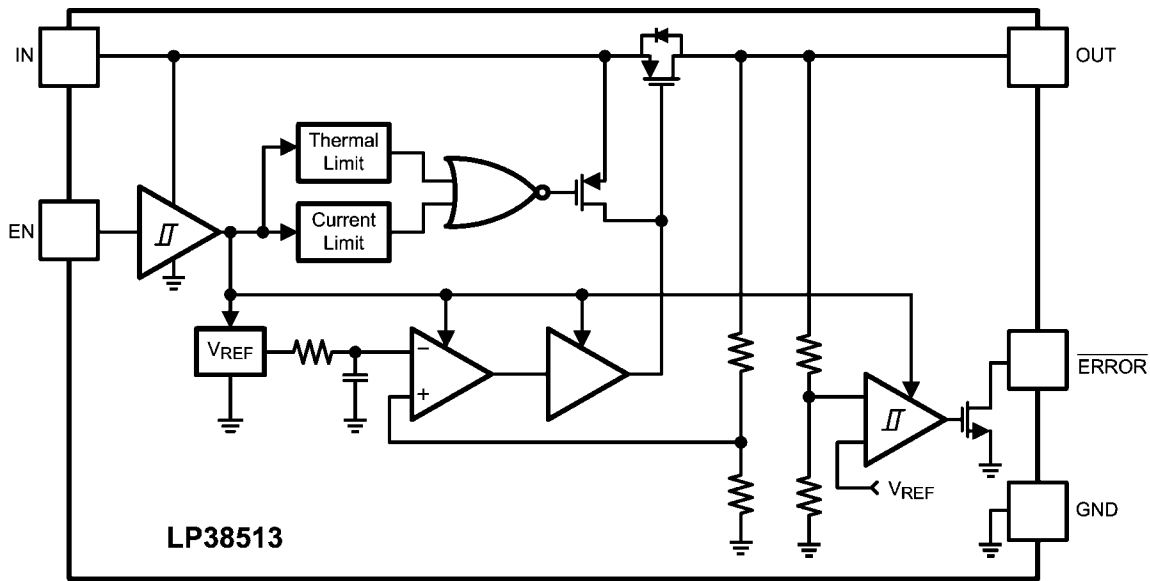 IN
OUT
Thermal
Limit
EN
Current
Limit
VREF
−
+
ERROR
VREF
GND
LP38513